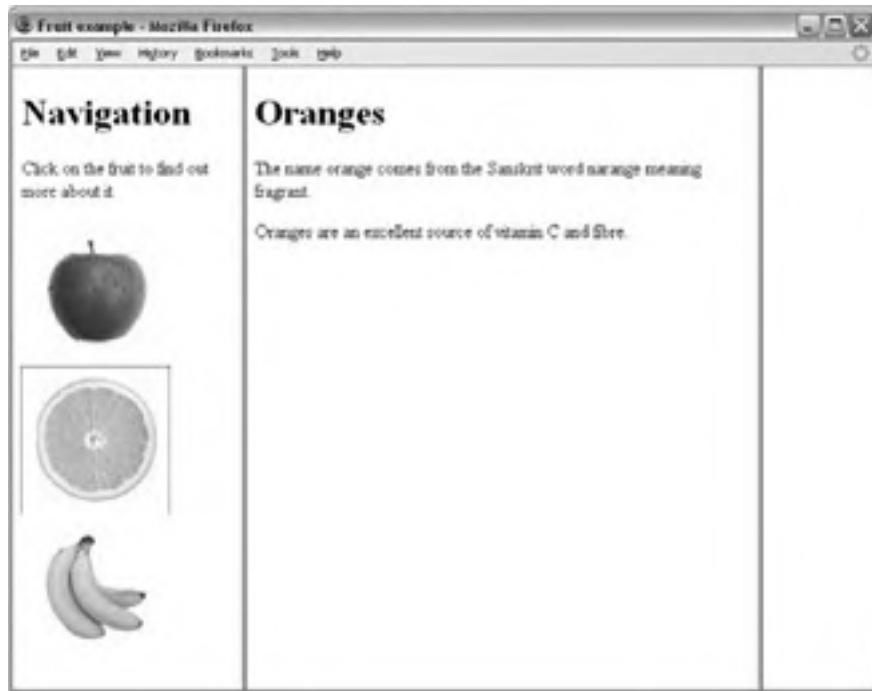 Fruit example - Mozilla Firefox
File Edit View History Bookmarks Tools Help
Navigation
Click on the fruit to find out
more about it
Oranges
The name orange comes from the Sanskrit word narange meaning
fragrant.
Oranges are an excellent source of vitamin C and fibre.